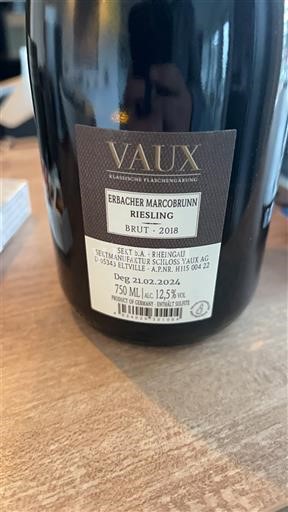 VAUX
KLASSISCHE FLASCHENGÄRUNG
ERBACHER MARCOBRUNN
RIESLING
BRUT · 2018
SEKT b.A. · RHEINGAU
SEKTMANUFAKTUR SCHLOSS VAUX AG
D-65343 ELTVILLE · A.P.NR. H115 004 22
Deg. 21.02.2024
750 ML | ALC. 12,5% VOL
PRODUCT OF GERMANY · ENTHÄLT SULFITE